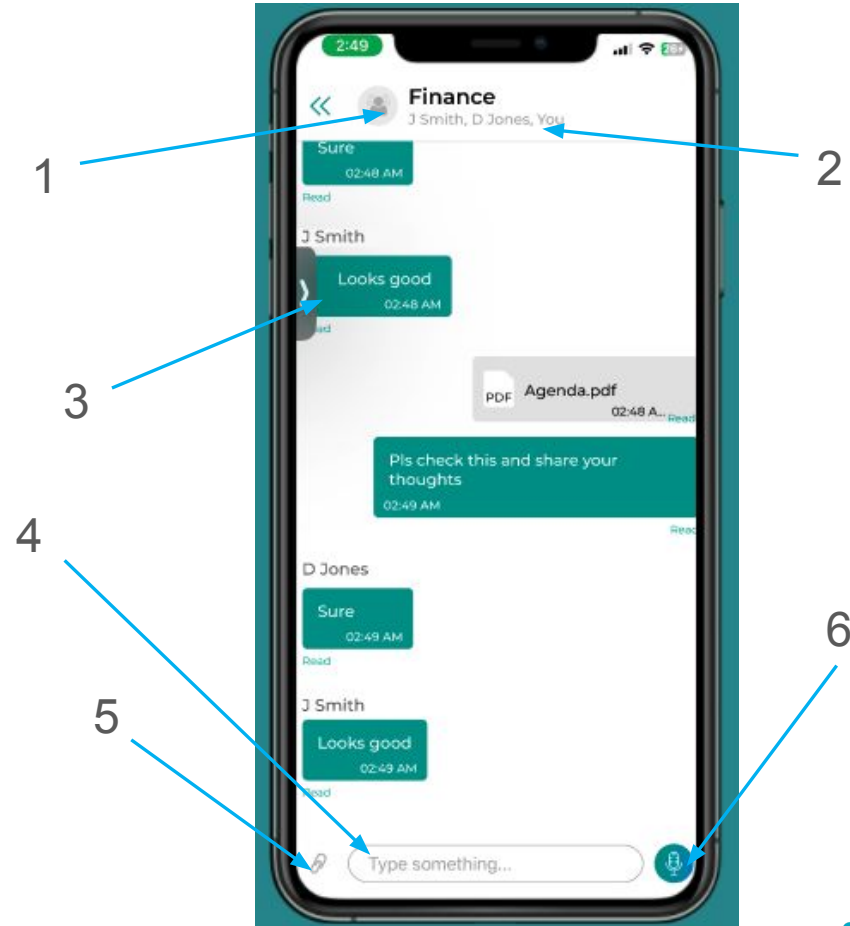 2:49
Finance
J Smith, D Jones, You
1
2
Sure
02:48 AM
Read
J Smith
Looks good
02:48 AM
3
PDF Agenda.pdf
02:48 A...
Read
Pls check this and share your
thoughts
02:49 AM
Read
4
D Jones
Sure
02:49 AM
Read
6
J Smith
5
Looks good
02:49 AM
Read
Type something...